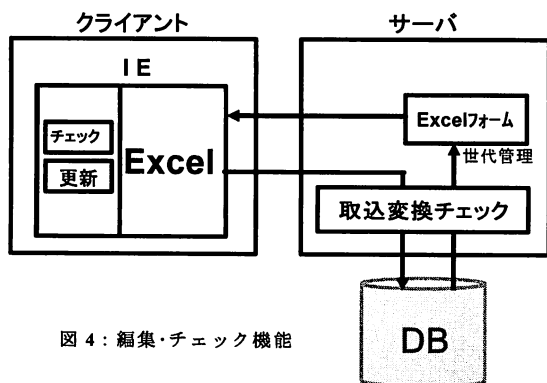 クライアント
サーバ
IE
チェック
更新
Excel
Excelフォーム
世代管理
取込変換チェック
DB
図4:編集・チェック機能